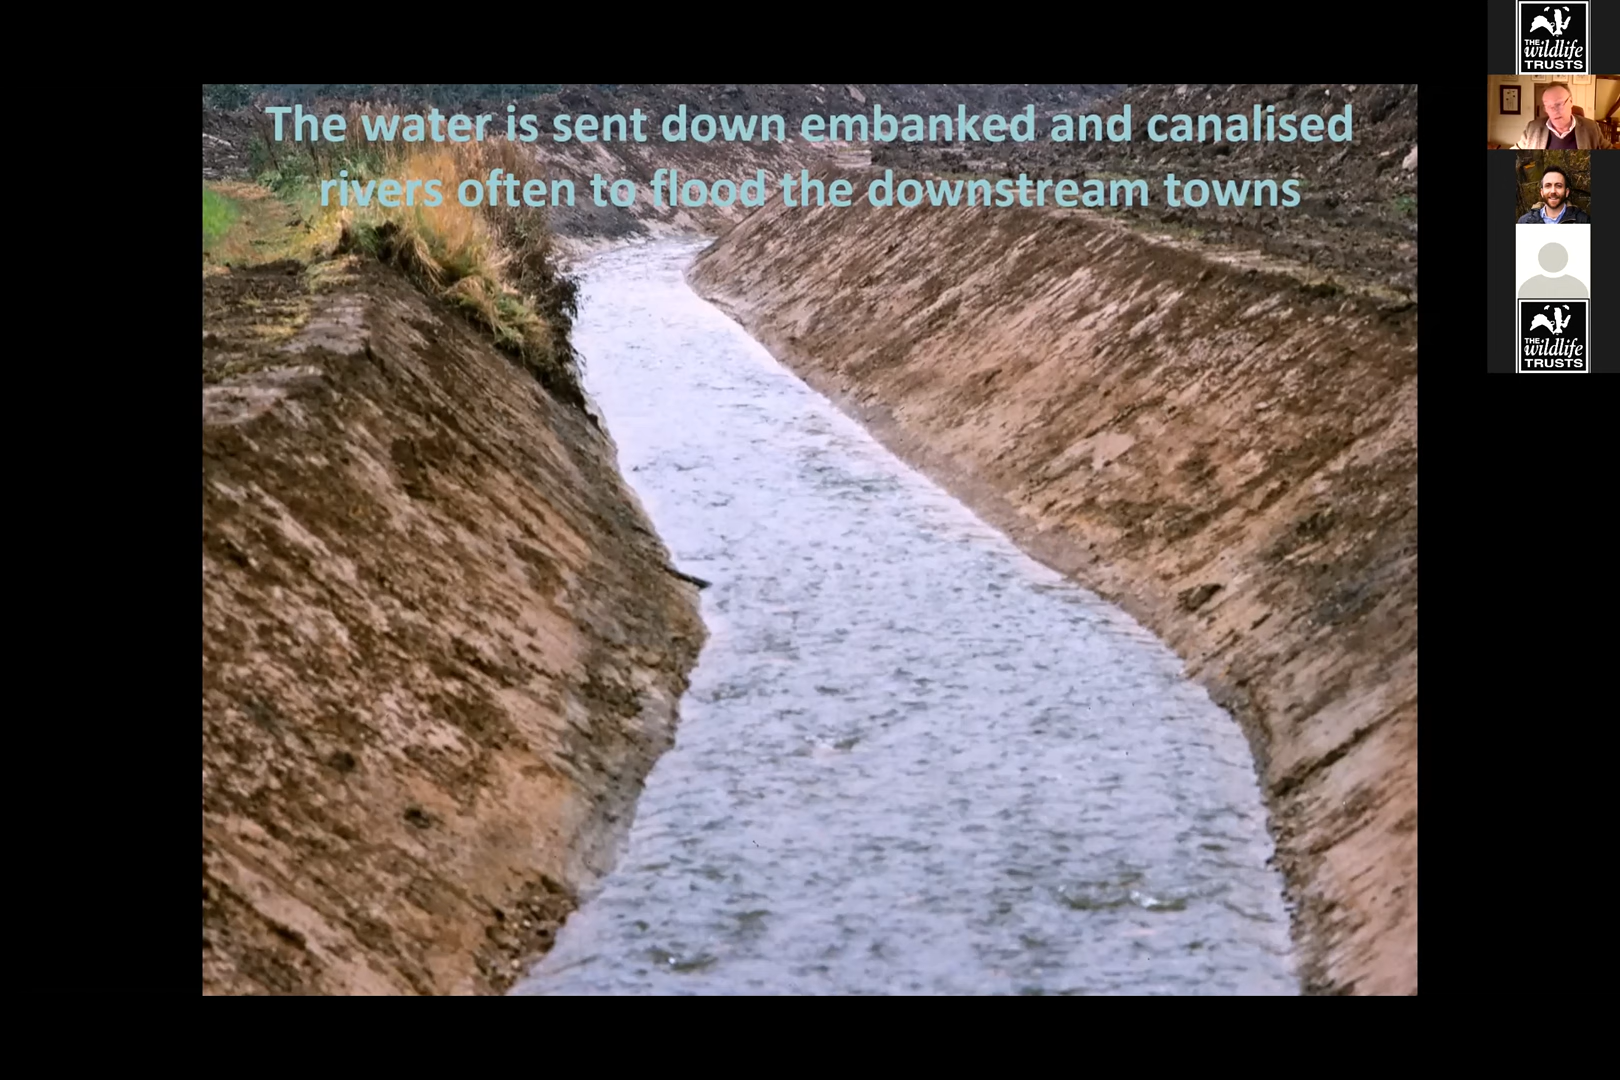 The water is sent down embanked and canalised
rivers often to flood the downstream towns
THE
wildlife
TRUSTS
THE
wildlife
TRUSTS